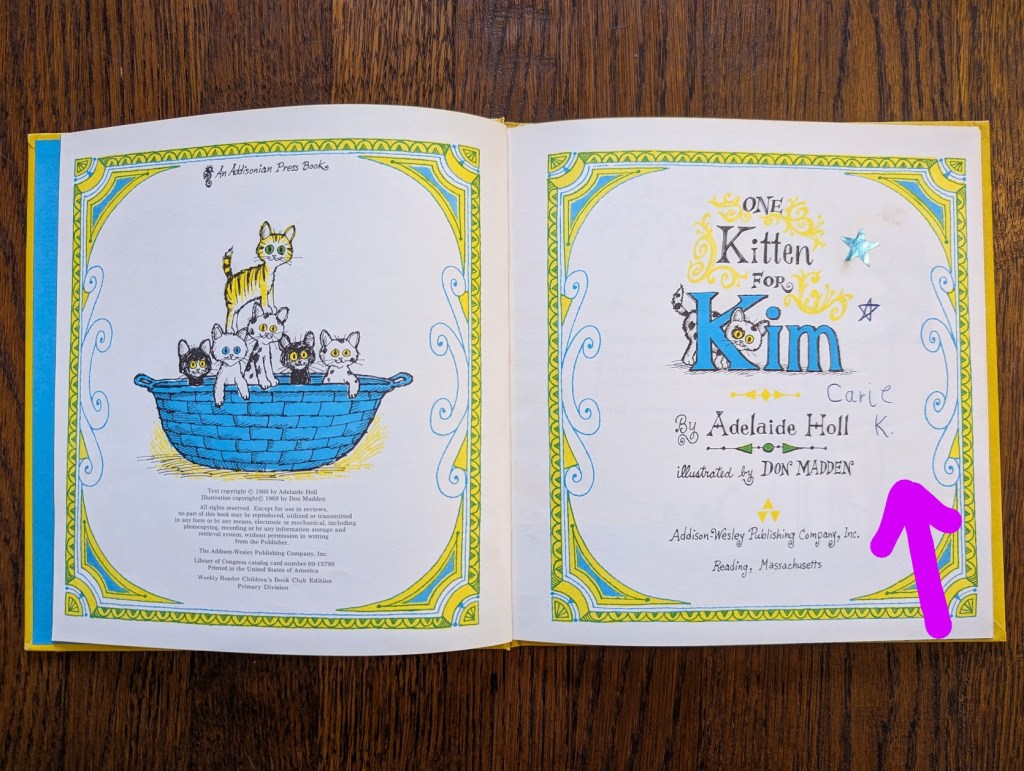 An Addisonian Press Book
Text copyright © 1969 by Adelaide Holl
Illustration copyright© 1969 by Don Madden
All rights reserved. Except for use in reviews,
no part of this book may be reproduced, utilized or transmitted
in any form or by any means, electronic or mechanical, including
photocopying, recording or by any information storage and
retrieval system, without permission in writing
from the Publisher.
The Addison-Wesley Publishing Company, Inc.
Library of Congress catalog card number 69-15799
Printed in the United States of America
Weekly Reader Children's Book Club Edition
Primary Division
ONE
Kitten
FOR
Kim
Carie
K.
By Adelaide Holl
illustrated by DON MADDEN
Addison-Wesley Publishing Company, Inc.
Reading, Massachusetts